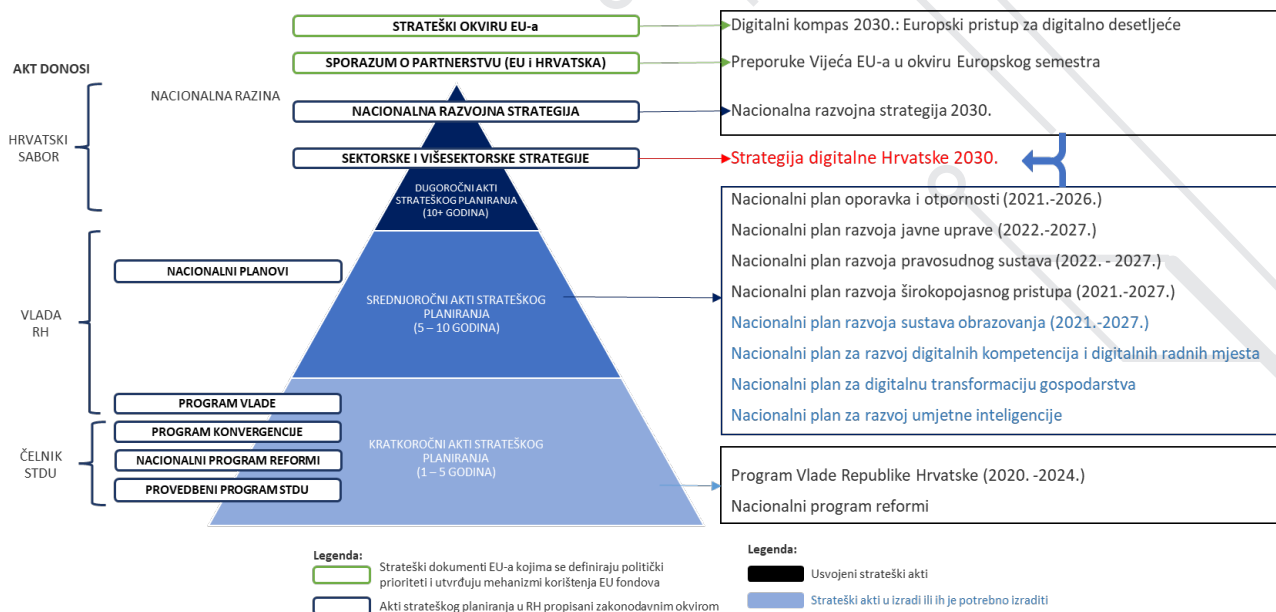 STRATEŠKI OKVIRU EU-a
Digitalni kompas 2030.: Europski pristup za digitalno desetljeće
SPORAZUM O PARTNERSTVU (EU i HRVATSKA)
Preporuke Vijeća EU-a u okviru Europskog semestra
AKT DONOSI
NACIONALNA RAZINA
NACIONALNA RAZVOJNA STRATEGIJA
Nacionalna razvojna strategija 2030.
HRVATSKI
SABOR
SEKTORSKE I VIŠESEKTORSKE STRATEGIJE
Strategija digitalne Hrvatske 2030.
DUGOROČNI AKTI
STRATEŠKOG PLANIRANJA
(10+ GODINA)
Nacionalni plan oporavka i otpornosti (2021.-2026.)
Nacionalni plan razvoja javne uprave (2022.-2027.)
Nacionalni plan razvoja pravosudnog sustava (2022. - 2027.)
Nacionalni plan razvoja širokopojasnog pristupa (2021.-2027.)
Nacionalni plan razvoja sustava obrazovanja (2021.-2027.)
Nacionalni plan za razvoj digitalnih kompetencija i digitalnih radnih mjesta
Nacionalni plan za digitalnu transformaciju gospodarstva
Nacionalni plan za razvoj umjetne inteligencije
NACIONALNI PLANOVI
VLADA
RH
SREDNJOROČNI AKTI STRATEŠKOG
PLANIRANJA
(5 – 10 GODINA)
PROGRAM VLADE
PROGRAM KONVERGENCIJE
NACIONALNI PROGRAM REFORMI
PROVEDBENI PROGRAM STDU
ČELNIK
STDU
KRATKOROČNI AKTI STRATEŠKOG
PLANIRANJA
(1 – 5 GODINA)
Program Vlade Republike Hrvatske (2020. -2024.)
Nacionalni program reformi
Legenda:
Strateški dokumenti EU-a kojima se definiraju politički
prioriteti i utvrđuju mehanizmi korištenja EU fondova
Akti strateškog planiranja u RH propisani zakonodavnim okvirom
Legenda:
Usvojeni strateški akti
Strateški akti u izradi ili ih je potrebno izraditi